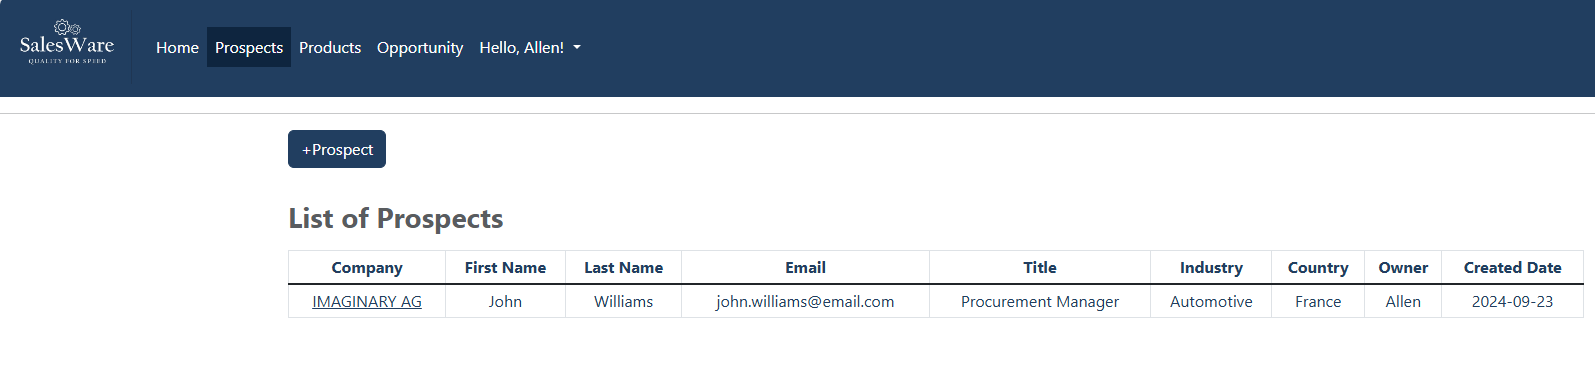 SalesWare
QUALITY FOR SPEED
Home Prospects Products Opportunity Hello, Allen!
+Prospect
List of Prospects
Company First Name Last Name Email Title Industry Country Owner Created Date
IMAGINARY AG John Williams john.williams@email.com Procurement Manager Automotive France Allen 2024-09-23